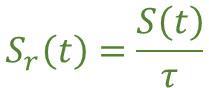 S_r(t) = S(t)/τ